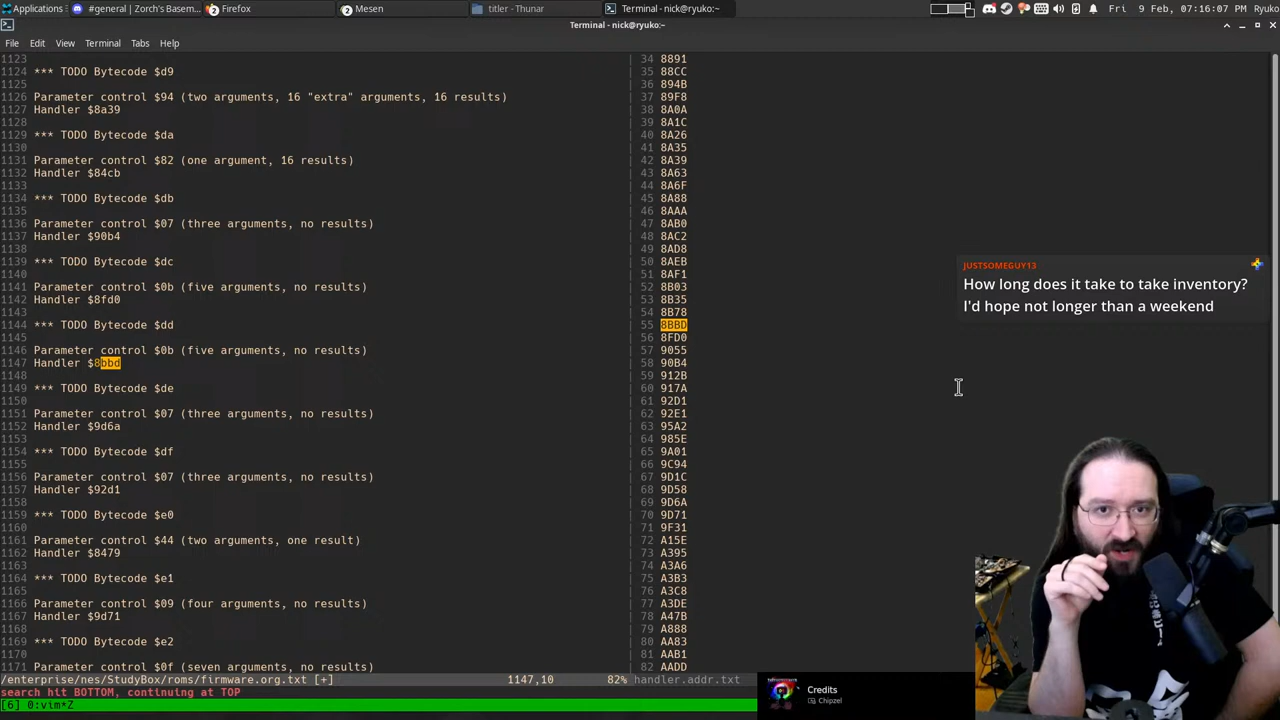 Applications
#general | Zorch's Basem...
2 Firefox
2 Mesen
titler - Thunar
Terminal - nick@ryuko:~
Fri 9 Feb, 07:16:07 PM Ryuko
Terminal - nick@ryuko:~
File Edit View Terminal Tabs Help
1123
1124 *** TODO Bytecode $d9
1125
1126 Parameter control $94 (two arguments, 16 "extra" arguments, 16 results)
1127 Handler $8a39
1128
1129 *** TODO Bytecode $da
1130
1131 Parameter control $82 (one argument, 16 results)
1132 Handler $84cb
1133
1134 *** TODO Bytecode $db
1135
1136 Parameter control $07 (three arguments, no results)
1137 Handler $90b4
1138
1139 *** TODO Bytecode $dc
1140
1141 Parameter control $0b (five arguments, no results)
1142 Handler $8fd0
1143
1144 *** TODO Bytecode $dd
1145
1146 Parameter control $0b (five arguments, no results)
1147 Handler $8bbd
1148
1149 *** TODO Bytecode $de
1150
1151 Parameter control $07 (three arguments, no results)
1152 Handler $9d6a
1153
1154 *** TODO Bytecode $df
1155
1156 Parameter control $07 (three arguments, no results)
1157 Handler $92d1
1158
1159 *** TODO Bytecode $e0
1160
1161 Parameter control $44 (two arguments, one result)
1162 Handler $8479
1163
1164 *** TODO Bytecode $e1
1165
1166 Parameter control $09 (four arguments, no results)
1167 Handler $9d71
1168
1169 *** TODO Bytecode $e2
1170
1171 Parameter control $0f (seven arguments, no results)
/enterprise/nes/StudyBox/roms/firmware.org.txt [+] 1147,10 82%
search hit BOTTOM, continuing at TOP
[6] 0:vim*Z
34 8891
35 88CC
36 894B
37 89F8
38 8A0A
39 8A1C
40 8A26
41 8A35
42 8A39
43 8A63
44 8A6F
45 8A88
46 8AAA
47 8AB0
48 8AC2
49 8AD8
50 8AEB
51 8AF1
52 8B03
53 8B35
54 8B78
55 8BBD
56 8FD0
57 9055
58 90B4
59 912B
60 917A
61 92D1
62 92E1
63 95A2
64 985E
65 9A01
66 9C94
67 9D1C
68 9D58
69 9D6A
70 9D71
71 9F31
72 A15E
73 A395
74 A3A6
75 A3B3
76 A3C8
77 A3DE
78 A47B
79 A888
80 AA83
81 AAB1
82 AADD
handler.addr.txt
JUSTSOMEGUY13
How long does it take to take inventory?
I'd hope not longer than a weekend
Credits
Chipzel